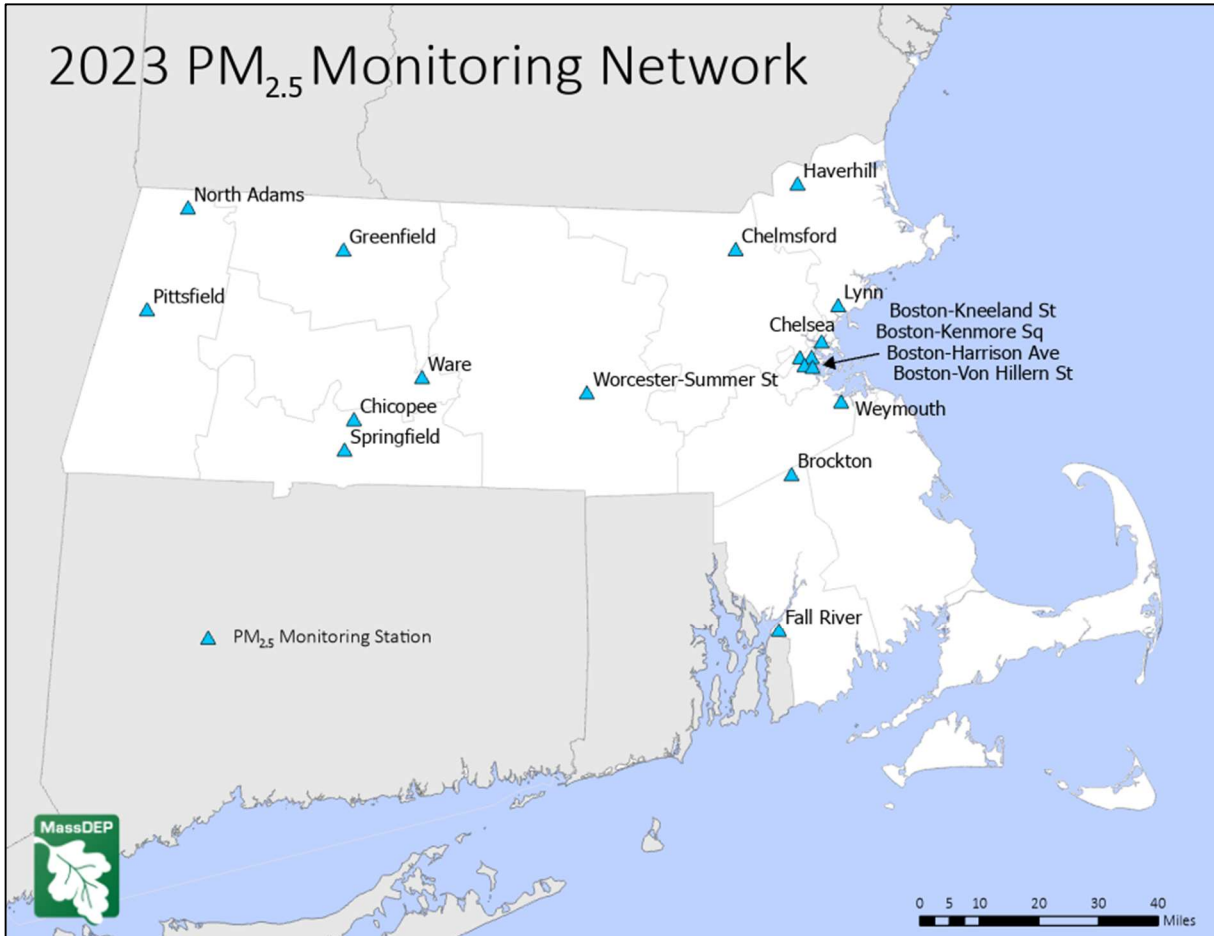 2023 PM2.5 Monitoring Network
Haverhill
North Adams
Greenfield
Chelmsford
Pittsfield
Lynn
Boston-Kneeland St
Chelsea
Boston-Kenmore Sq
Boston-Harrison Ave
Ware
Boston-Von Hillern St
Worcester-Summer St
Chicopee
Weymouth
Springfield
Brockton
Fall River
PM2.5 Monitoring Station
MassDEP
0 5 10 20 30 40
Miles